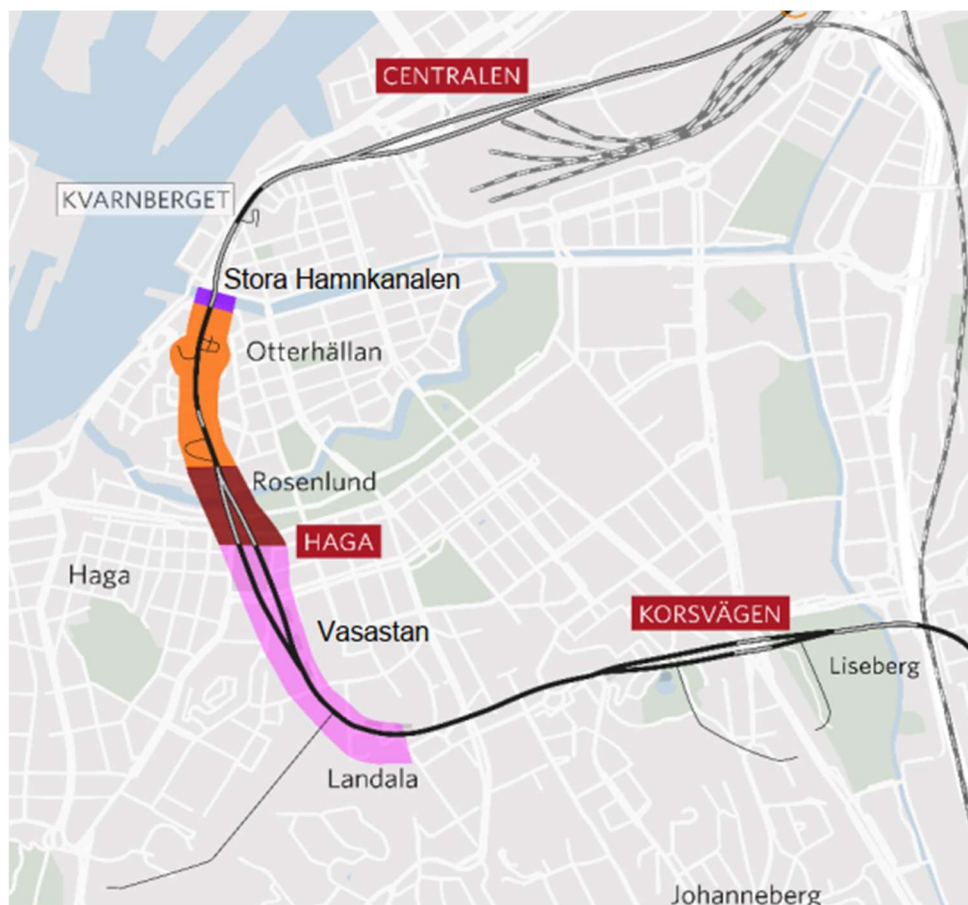 CENTRALEN
KVARNBERGET
Stora Hamnkanalen
Otterhällan
Rosenlund
HAGA
Haga
Vasastan
KORSVÄGEN
Liseberg
Landala
Johanneberg